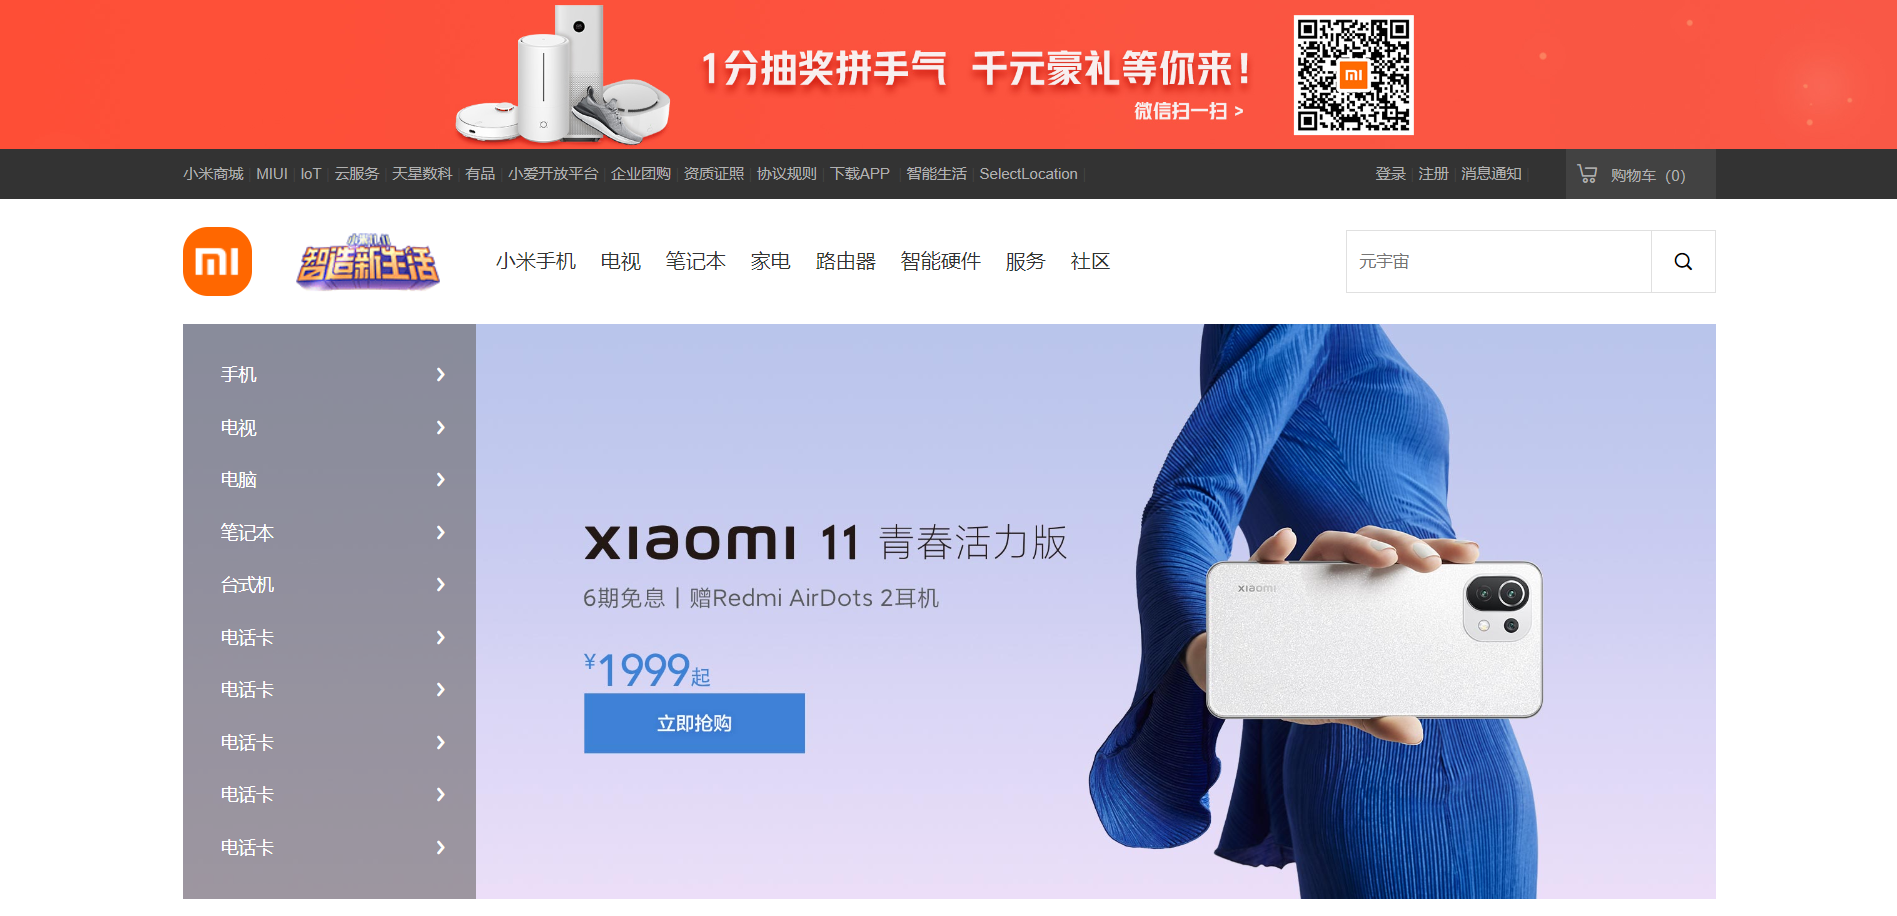 1分抽奖拼手气 千元豪礼等你来!
微信扫一扫 >
mi
小米商城 | MIUI | IoT | 云服务 | 天星数科 | 有品 | 小爱开放平台 | 企业团购 | 资质证照 | 协议规则 | 下载APP | 智能生活 | SelectLocation |
登录 | 注册 | 消息通知 |
购物车 (0)
mi
智造新生活
小米手机 电视 笔记本 家电 路由器 智能硬件 服务 社区
元宇宙
手机
电视
电脑
笔记本
台式机
电话卡
电话卡
电话卡
电话卡
电话卡
xiaomi 11 青春活力版
6期免息 | 赠Redmi AirDots 2耳机
¥1999起
立即抢购
xiaomi